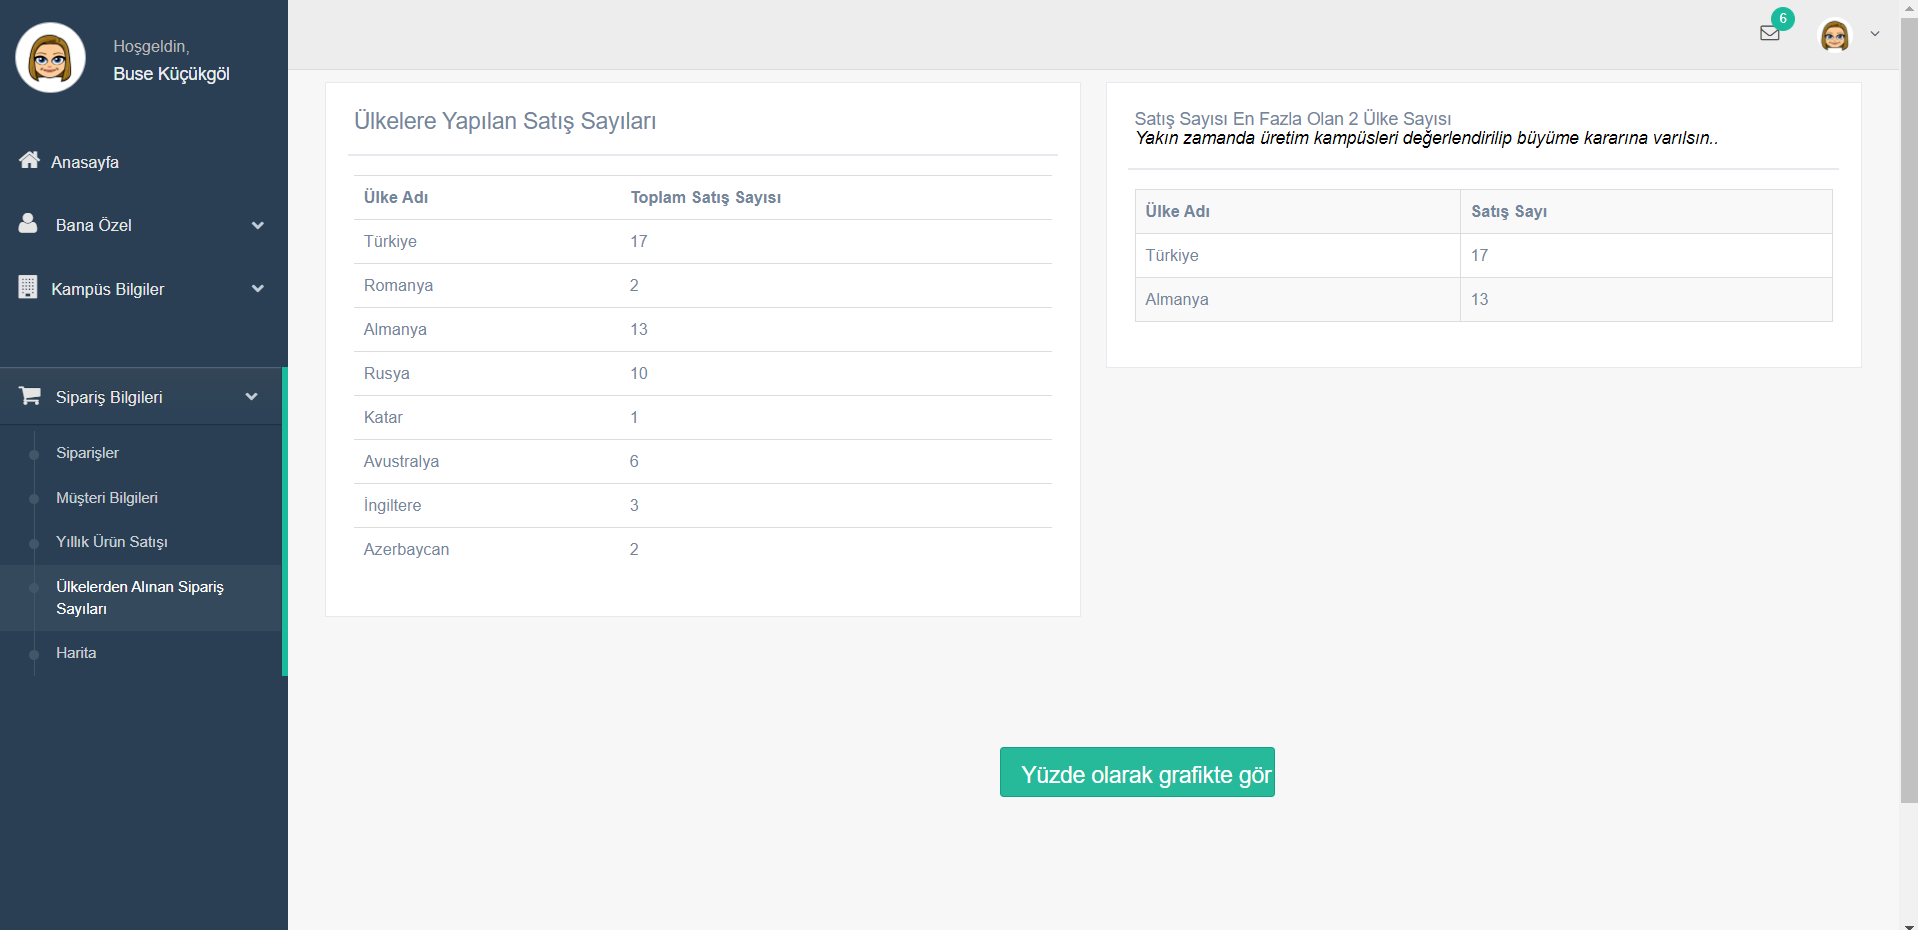 Hoşgeldin,
Buse Küçükgöl
Anasayfa
Bana Özel
Kampüs Bilgiler
Sipariş Bilgileri
Siparişler
Müşteri Bilgileri
Yıllık Ürün Satışı
Ülkelerden Alınan Sipariş
Sayıları
Harita
6
Ülkelere Yapılan Satış Sayıları
Ülke Adı Toplam Satış Sayısı
Türkiye 17
Romanya 2
Almanya 13
Rusya 10
Katar 1
Avustralya 6
İngiltere 3
Azerbaycan 2
Satış Sayısı En Fazla Olan 2 Ülke Sayısı
Yakın zamanda üretim kampüsleri değerlendirilip büyüme kararına varılsın..
Ülke Adı Satış Sayı
Türkiye 17
Almanya 13
Yüzde olarak grafikte gör